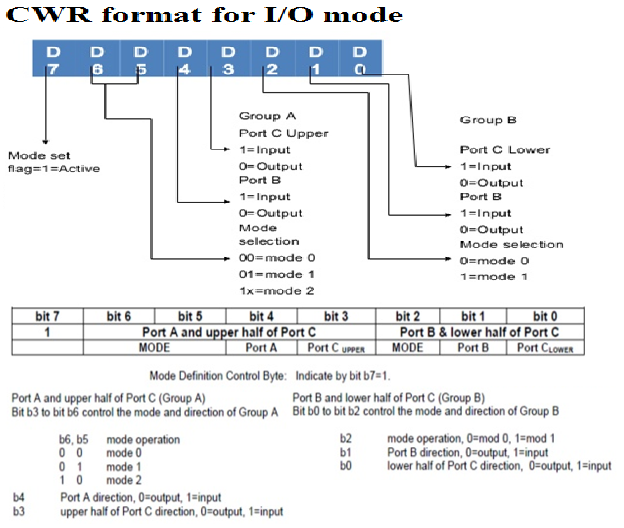 CWR format for I/O mode
D D D D D D D D
7 6 5 4 3 2 1 0
Mode set
flag=1=Active
Group A
Port C Upper
1=Input
0=Output
Port B
1=Input
0=Output
Mode
selection
00=mode 0
01=mode 1
1x=mode 2
Group B
Port C Lower
1=Input
0=Output
Port B
1=Input
0=Output
Mode selection
0=mode 0
1=mode 1
bit 7 bit 6 bit 5 bit 4 bit 3 bit 2 bit 1 bit 0
1 Port A and upper half of Port C Port B & lower half of Port C
MODE Port A Port C UPPER MODE Port B Port CLOWER
Mode Definition Control Byte: Indicate by bit b7=1.
Port A and upper half of Port C (Group A)
Bit b3 to bit b6 control the mode and direction of Group A
b6, b5 mode operation
0 0 mode 0
0 1 mode 1
1 0 mode 2
b4 Port A direction, 0=output, 1=input
b3 upper half of Port C direction, 0=output, 1=input
Port B and lower half of Port C (Group B)
Bit b0 to bit b2 control the mode and direction of Group B
b2 mode operation, 0=mod 0, 1=mod 1
b1 Port B direction, 0=output, 1=input
b0 lower half of Port C direction, 0=output, 1=input